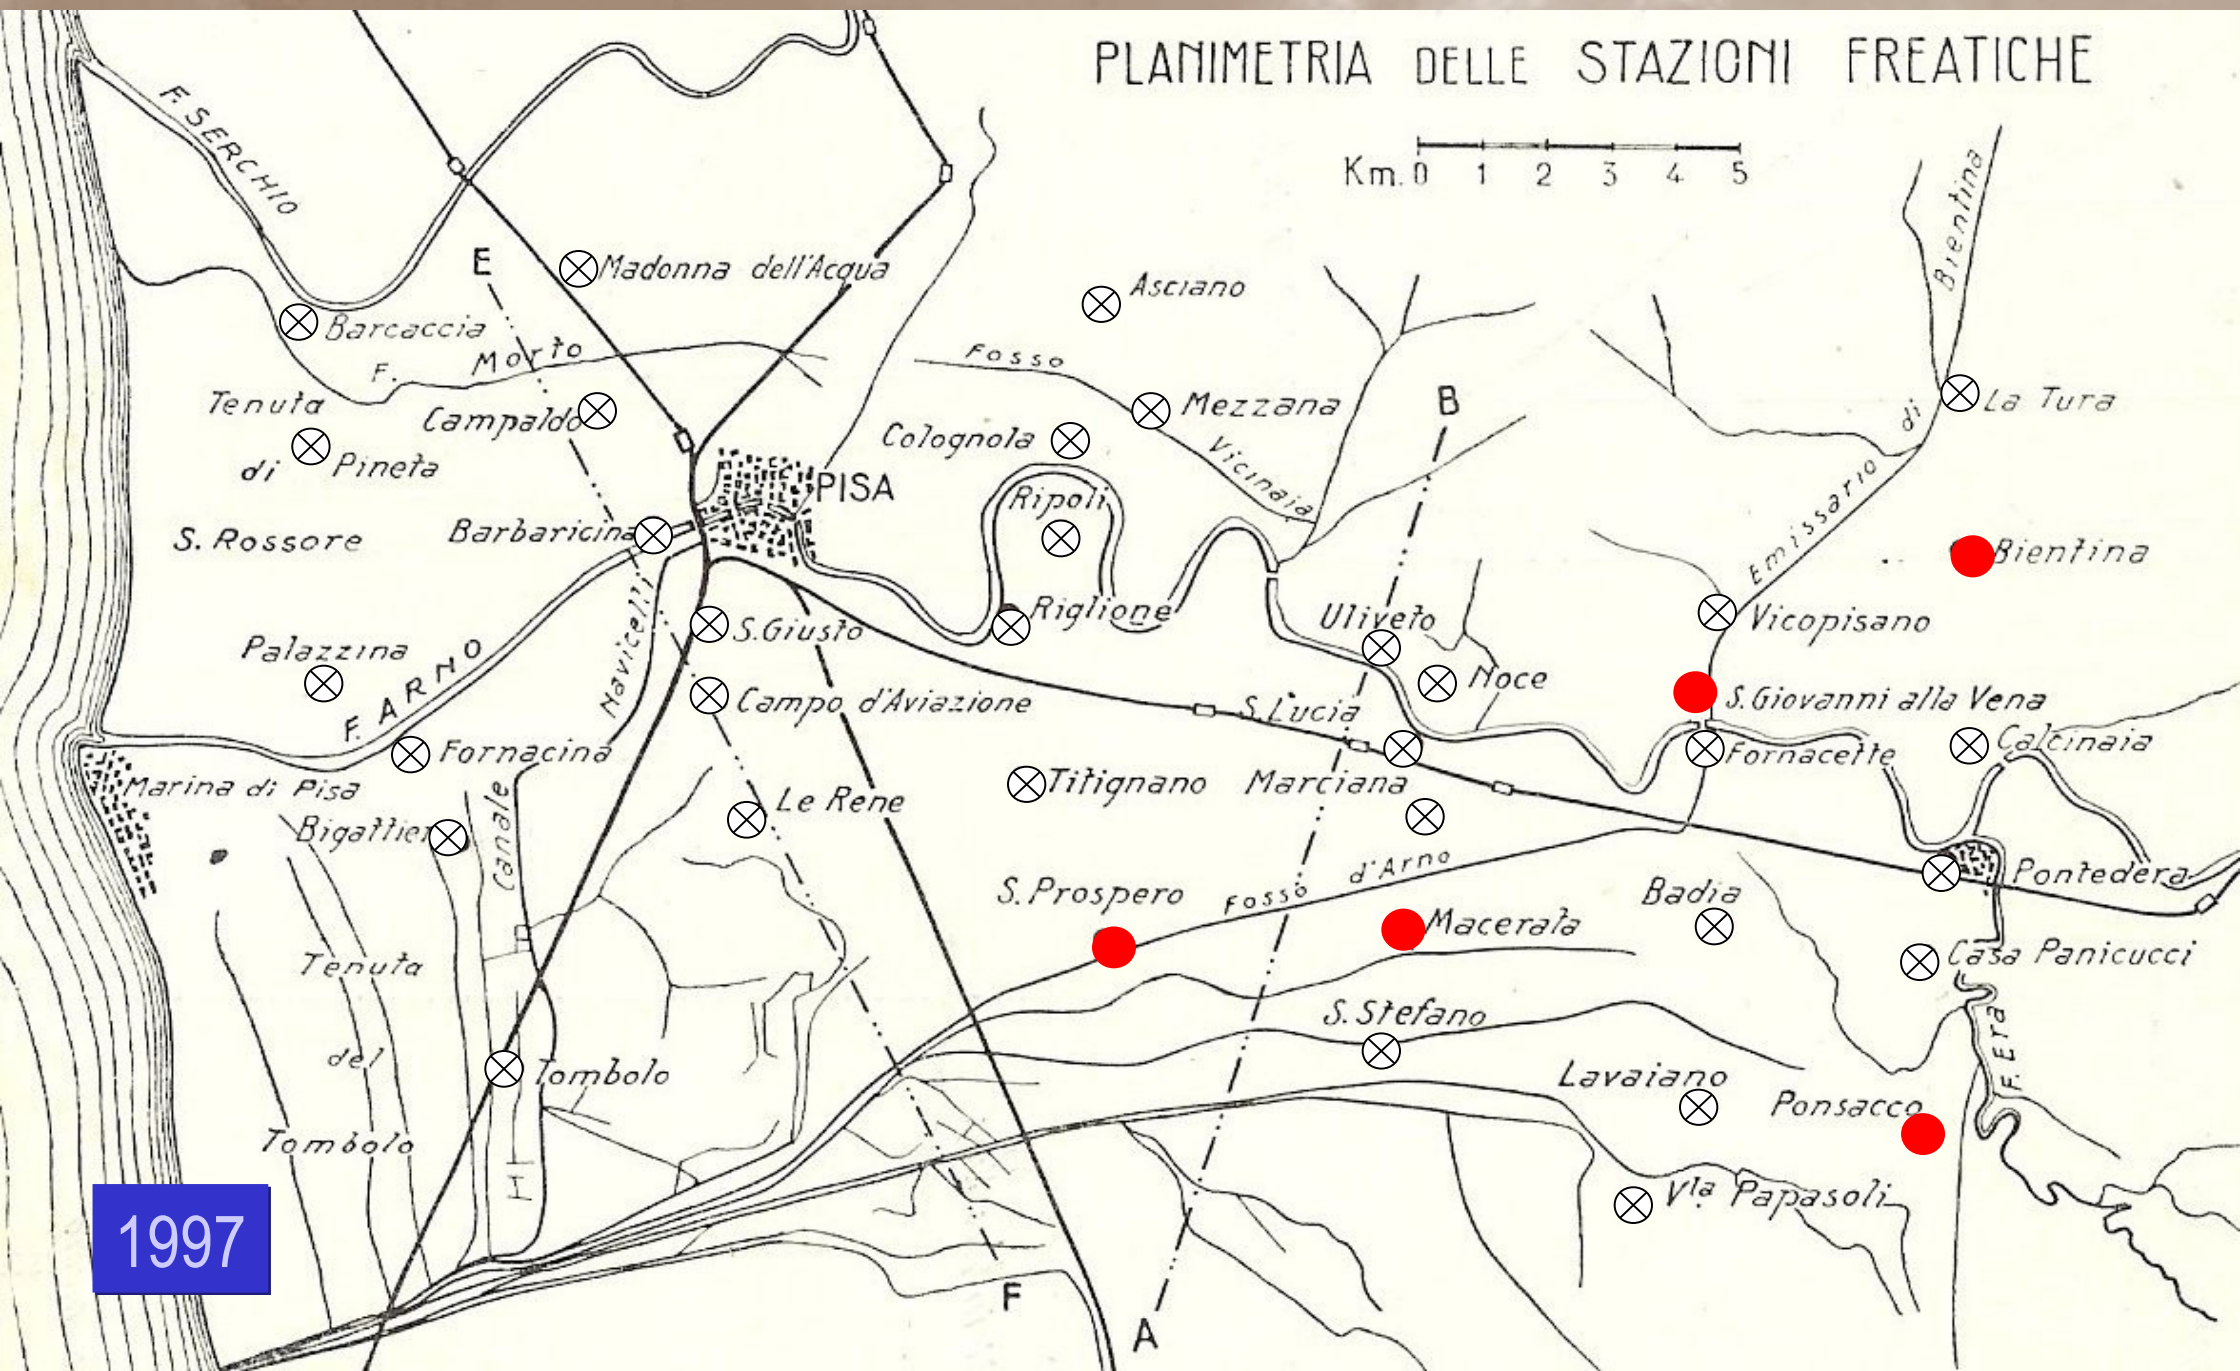 PLANIMETRIA DELLE STAZIONI FREATICHE
Km. 0 1 2 3 4 5
F. SERCHIO
Bientina
E
Madonna dell'Acqua
Asciano
Barcaccia
F. Morto
Fosso
Vicinaia
B
Tenuta
di Pineta
S. Rossore
Campaldo
Colognola
Mezzana
di
La Tura
PISA
Ripoli
Emissario
Barbaricina
Bientina
Riglione
Uliveto
Vicopisano
S. Giusto
Navicelli
Palazzina
F. ARNO
Noce
Campo d'Aviazione
S. Lucia
S. Giovanni alla Vena
Fornacina
Fornacette
Calcinaia
Marina di Pisa
Titignano
Marciana
Le Rene
Bigattier
Canale
Fosso d'Arno
S. Prospero
Macerata
Badia
Pontedera
Casa Panicucci
Tenuta
del
Tombolo
S. Stefano
F. Era
Tombolo
Lavaiano
Ponsacco
Vla Papasoli
1997
F
A